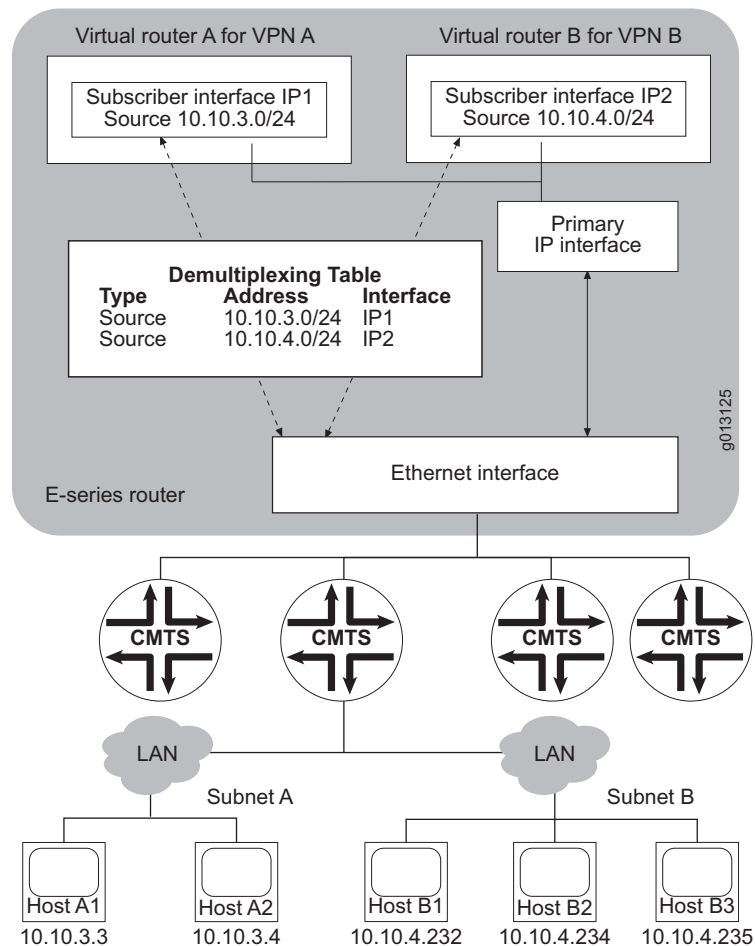 Virtual router A for VPN A
Virtual router B for VPN B
Subscriber interface IP1
Source 10.10.3.0/24
Subscriber interface IP2
Source 10.10.4.0/24
Primary
IP interface
Demultiplexing Table
Type Address Interface
Source 10.10.3.0/24 IP1
Source 10.10.4.0/24 IP2
g013125
Ethernet interface
E-series router
CMTS
CMTS
CMTS
CMTS
LAN
LAN
Subnet A
Subnet B
Host A1
Host A2
Host B1
Host B2
Host B3
10.10.3.3
10.10.3.4
10.10.4.232
10.10.4.234
10.10.4.235